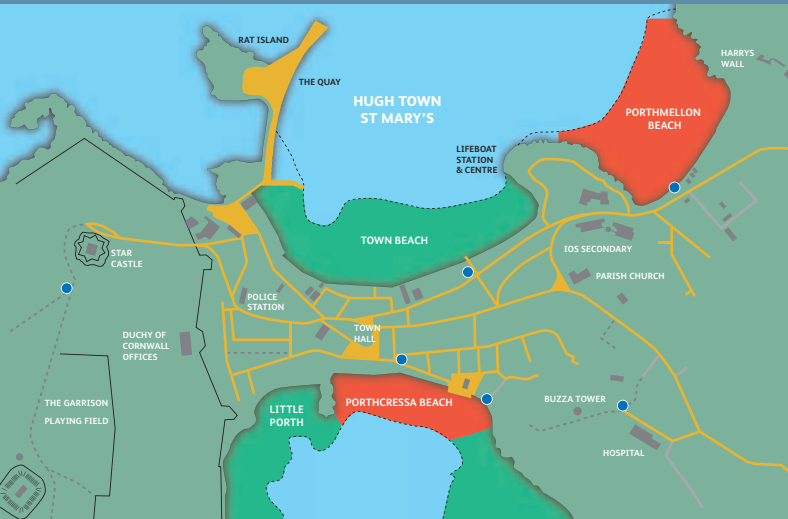 RAT ISLAND
THE QUAY
HUGH TOWN
ST MARY'S
HARRYS
WALL
PORTHMELLON
BEACH
LIFEBOAT
STATION
& CENTRE
TOWN BEACH
STAR
CASTLE
IOS SECONDARY
PARISH CHURCH
POLICE
STATION
TOWN
HALL
DUCHY OF
CORNWALL
OFFICES
THE GARRISON
PLAYING FIELD
LITTLE
PORTH
PORTHCRESSA BEACH
BUZZA TOWER
HOSPITAL